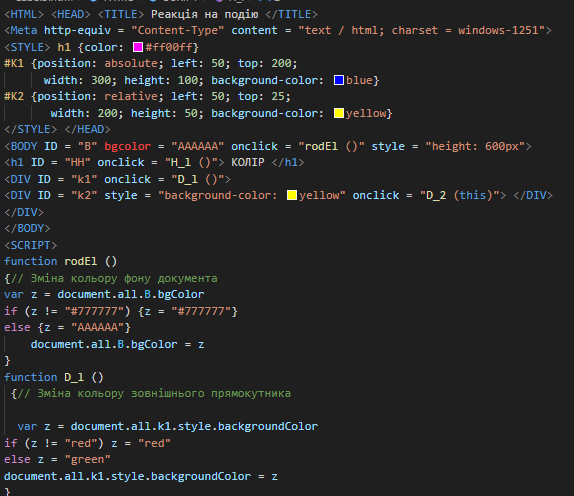 <HTML> <HEAD> <TITLE> Реакція на подію </TITLE>
<Meta http-equiv = "Content-Type" content = "text / html; charset = windows-1251">
<STYLE> h1 {color: #ff00ff}
#K1 {position: absolute; left: 50; top: 200;
width: 300; height: 100; background-color: blue}
#K2 {position: relative; left: 50; top: 25;
width: 200; height: 50; background-color: yellow}
</STYLE> </HEAD>
<BODY ID = "B" bgcolor = "AAAAAA" onclick = "rodEl ()" style = "height: 600px">
<h1 ID = "HH" onclick = "H_l ()"> КОЛІР </h1>
<DIV ID = "k1" onclick = "D_l ()">
<DIV ID = "k2" style = "background-color: yellow" onclick = "D_2 (this)"> </DIV>
</DIV>
</BODY>
<SCRIPT>
function rodEl ()
{// Зміна кольору фону документа
var z = document.all.B.bgColor
if (z != "#777777") {z = "#777777"}
else {z = "AAAAAA"}
document.all.B.bgColor = z
}
function D_l ()
{// Зміна кольору зовнішнього прямокутника
var z = document.all.k1.style.backgroundColor
if (z != "red") z = "red"
else z = "green"
document.all.k1.style.backgroundColor = z
}